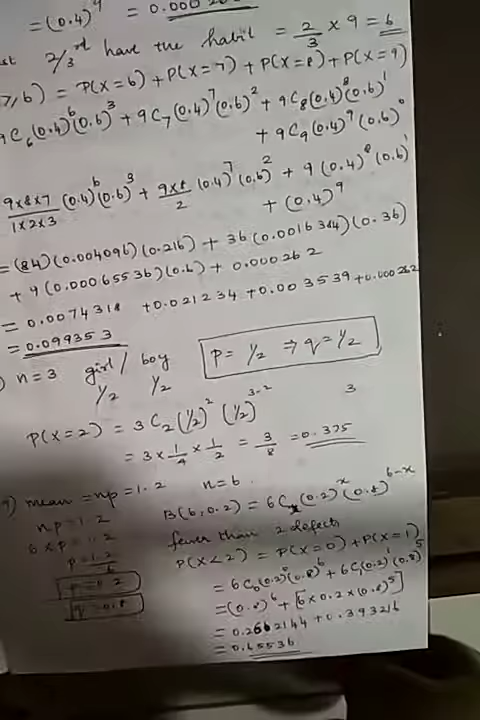 = (0.4)^9 = 0.000
2/3rd have the habit = 2/3 × 9 = 6
= P(X=6) + P(X=7) + P(X=8) + P(X=9)
9C6(0.4)^6(0.6)^3 + 9C7(0.4)^7(0.6)^2 + 9C8(0.4)^8(0.6)^1
+ 9C9(0.4)^9(0.6)^0
9×8×7/1×2×3 (0.4)^6(0.6)^3 + 9×8/2 (0.4)^7(0.6)^2 + 9(0.4)^8(0.6)^1
+ (0.4)^9
= (84)(0.004096)(0.216) + 36(0.0016384)(0.36)
+ 9(0.00065536)(0.6) + 0.000262
= 0.0074318 + 0.021234 + 0.003539 + 0.000262
= 0.099353
n=3 girl / boy
1/2 1/2
P = 1/2 ⇒ q = 1/2
P(X=2) = 3C2 (1/2)^2 (1/2)^3-2 3
= 3 × 1/4 × 1/2 = 3/8 = 0.375
mean = np = 1.2 n=6
np = 1.2
6 × p = 1.2
p = 1.2/6
p = 0.2
q = 0.8
B(6, 0.2) = 6Cx(0.2)^x(0.8)^6-x
fewer than 2 defects
P(X<2) = P(X=0) + P(X=1)
= 6C0(0.2)^0(0.8)^6 + 6C1(0.2)^1(0.8)^5
= (0.8)^6 + [6×0.2×(0.8)^5]
= 0.262144 + 0.393216
= 0.65536